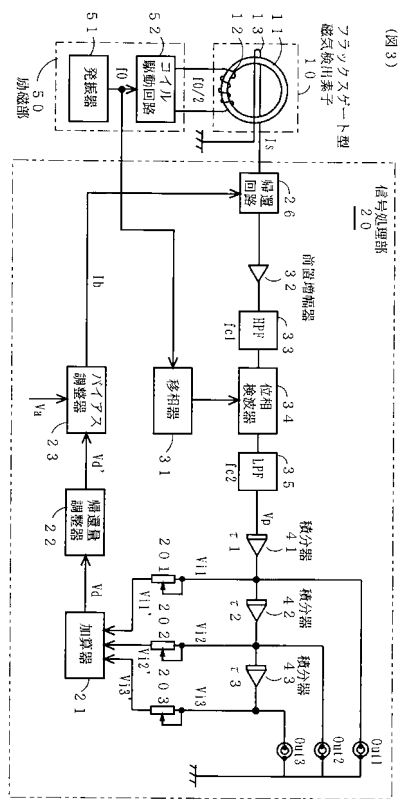 (図3)
フラックスゲート型
磁気検出素子
10
11
13
12
Is
f0/2
コイル
駆動回路
52
f0
発振器
51
50
励磁部
信号処理部
20
帰還
回路
26
前置増幅器
32
HPF
33
fc1
位相
検波器
34
LPF
35
fc2
Vp
積分器
41
τ1
積分器
42
τ2
積分器
43
τ3
Out1
Out2
Out3
移相器
31
Vi1
Vi2
Vi3
201
202
203
Vi1'
Vi2'
Vi3'
Ib
Va
バイアス
調整器
23
Vd'
帰還量
調整器
22
Vd
加算器
21